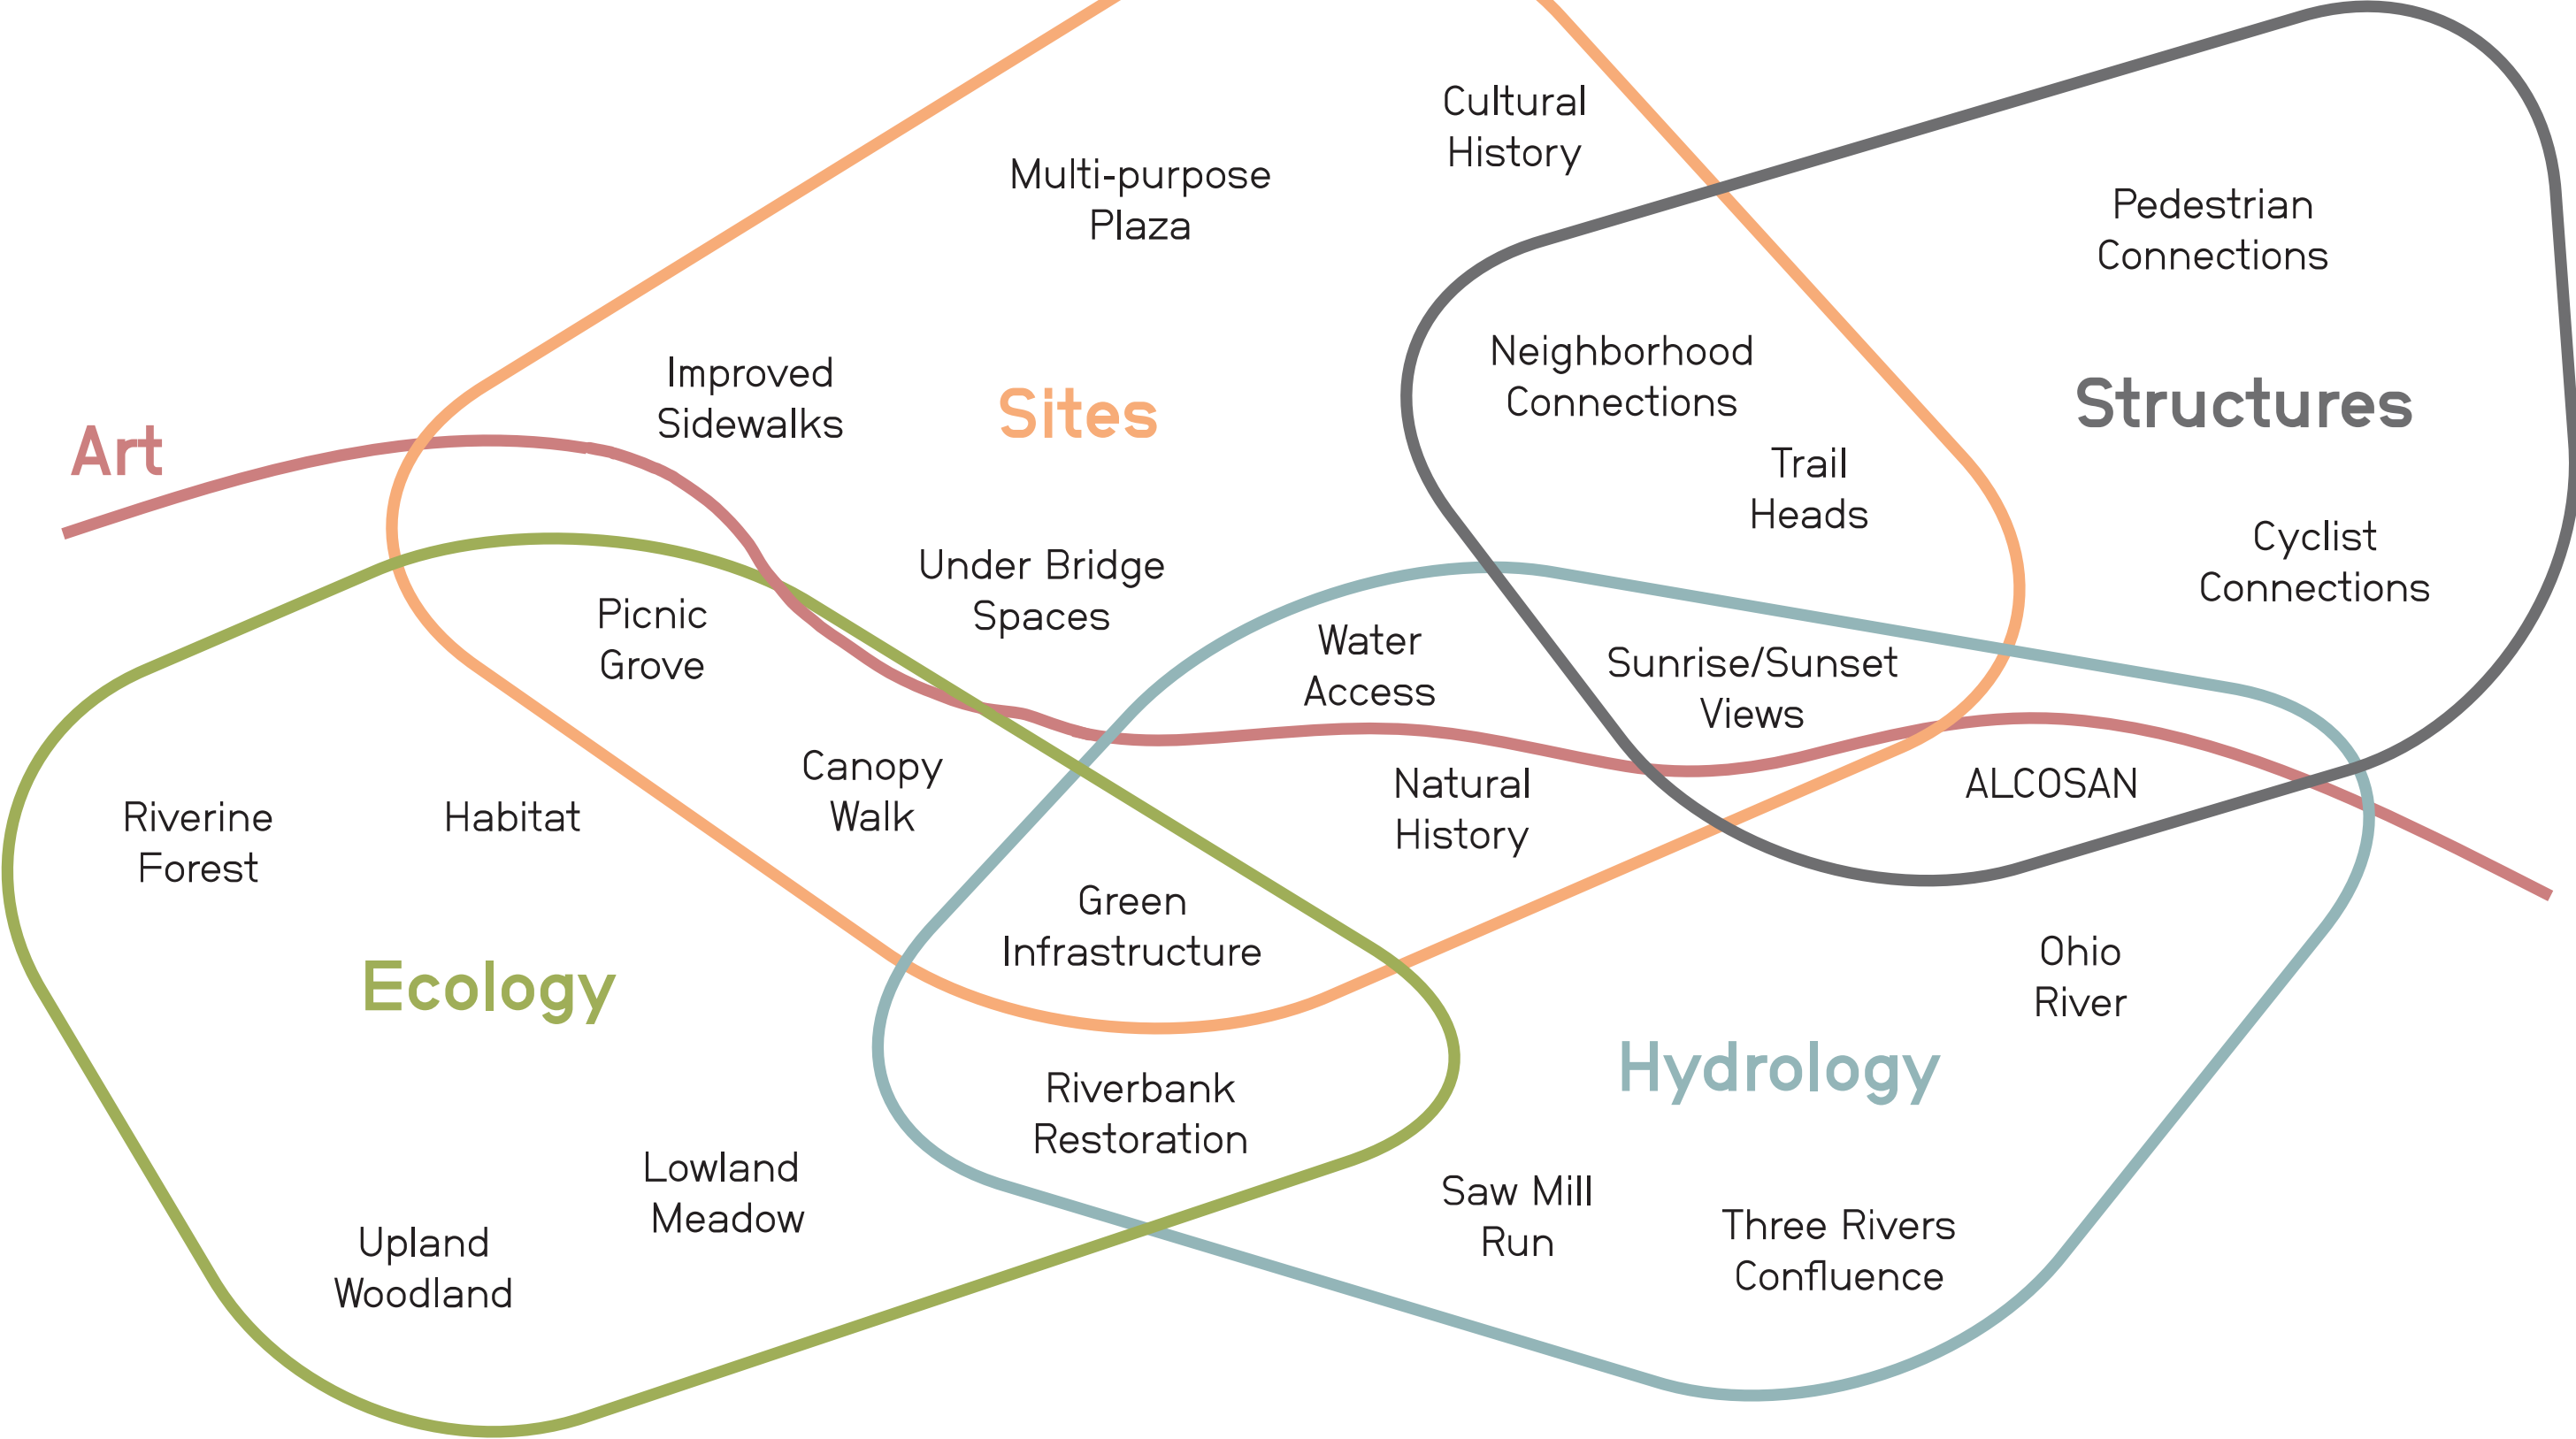 Cultural
History
Multi-purpose
Plaza
Pedestrian
Connections
Improved
Sidewalks
Sites
Neighborhood
Connections
Structures
Art
Trail
Heads
Under Bridge
Spaces
Cyclist
Connections
Picnic
Grove
Water
Access
Sunrise/Sunset
Views
Canopy
Walk
Natural
History
ALCOSAN
Riverine
Forest
Habitat
Green
Infrastructure
Ohio
River
Ecology
Hydrology
Riverbank
Restoration
Lowland
Meadow
Saw Mill
Run
Three Rivers
Confluence
Upland
Woodland